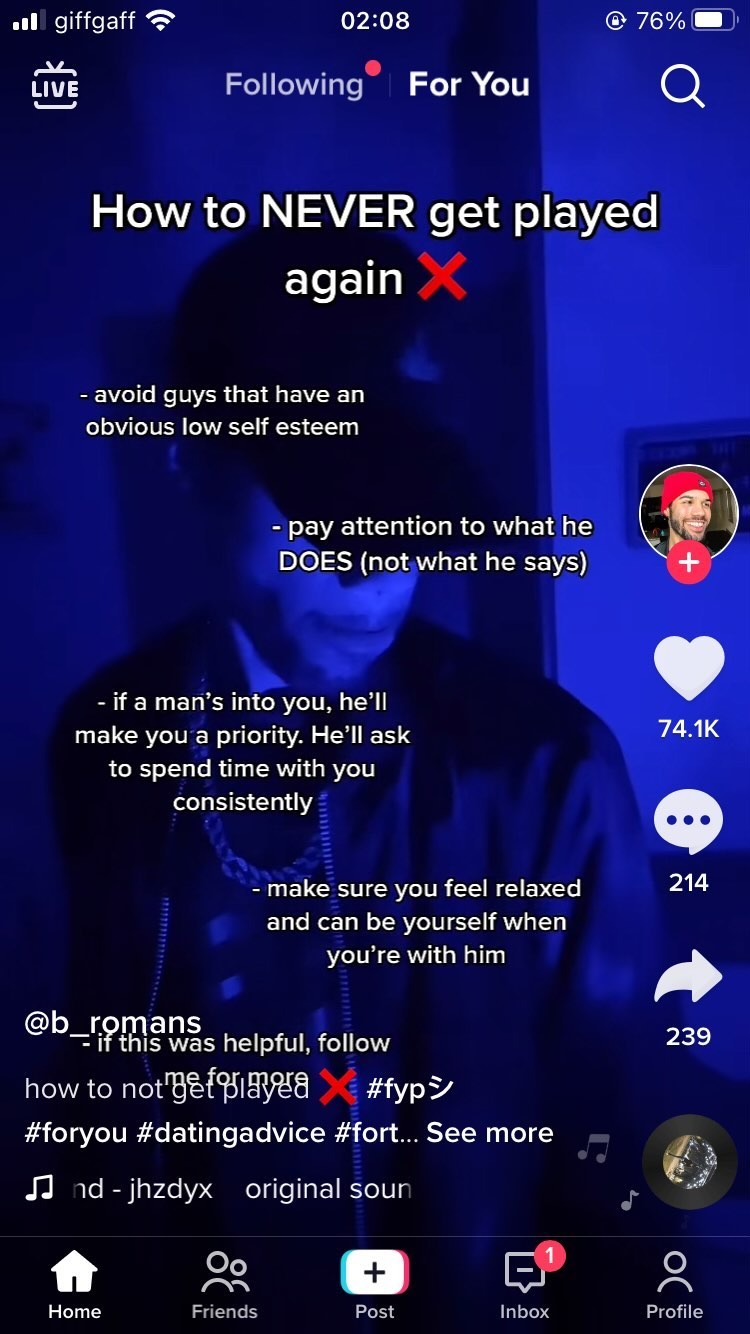 giffgaff 02:08 76%
LIVE Following For You
How to NEVER get played
again ❌
- avoid guys that have an
obvious low self esteem
- pay attention to what he
DOES (not what he says)
- if a man’s into you, he’ll
make you a priority. He’ll ask
to spend time with you
consistently
74.1K
- make sure you feel relaxed
and can be yourself when
you’re with him
214
@b_romans
- if this was helpful, follow
me for more
239
how to not get played ❌ #fypシ
#foryou #datingadvice #fort... See more
nd - jhzdyx original soun
Home Friends Post Inbox Profile
1